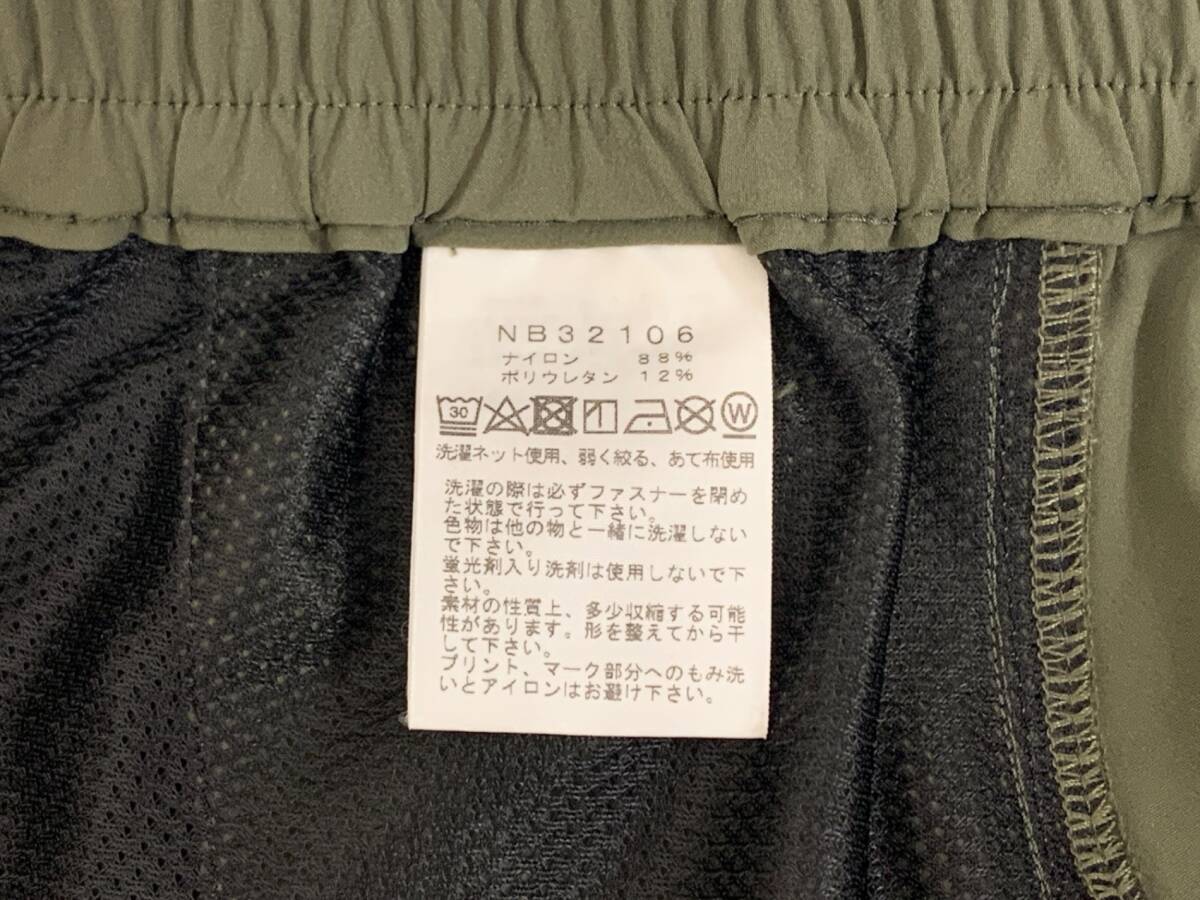 NB32106
ナイロン 88%
ポリウレタン 12%
30 W
洗濯ネット使用、弱く絞る、あて布使用
洗濯の際は必ずファスナーを閉め
た状態で行って下さい。
色物は他の物と一緒に洗濯しない
で下さい。
蛍光剤入り洗剤は使用しないで下
さい。
素材の性質上、多少収縮する可能
性があります。形を整えてから干
して下さい。
プリント、マーク部分へのもみ洗
いとアイロンはお避け下さい。